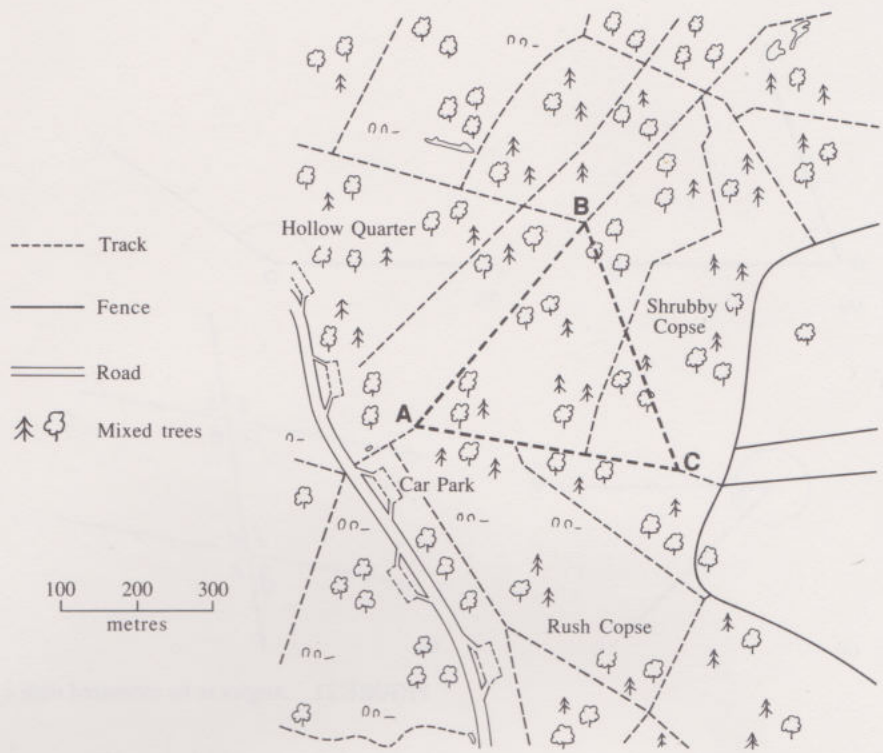 B
Hollow Quarter
Track
Shrubby
Copse
Fence
Road
A
Mixed trees
C
Car Park
100 200 300
metres
Rush Copse